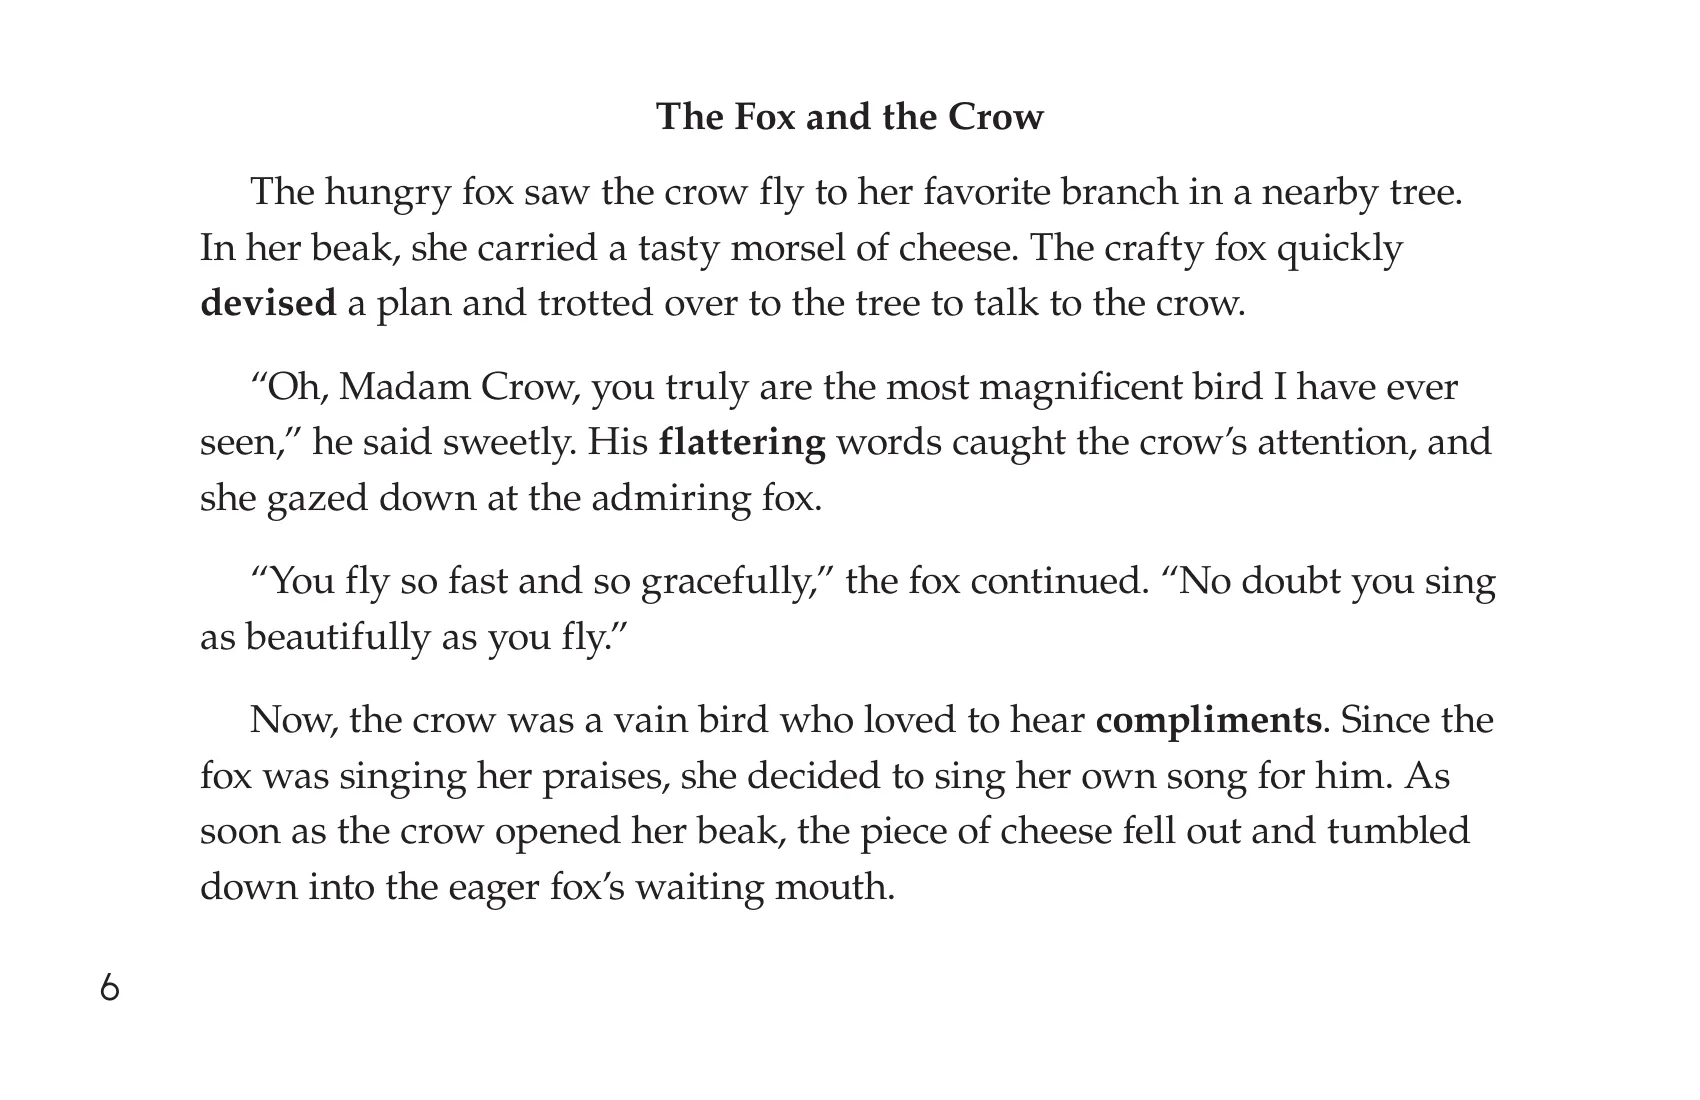 The Fox and the Crow
The hungry fox saw the crow fly to her favorite branch in a nearby tree.
In her beak, she carried a tasty morsel of cheese. The crafty fox quickly
devised a plan and trotted over to the tree to talk to the crow.
“Oh, Madam Crow, you truly are the most magnificent bird I have ever
seen,” he said sweetly. His flattering words caught the crow’s attention, and
she gazed down at the admiring fox.
“You fly so fast and so gracefully,” the fox continued. “No doubt you sing
as beautifully as you fly.”
Now, the crow was a vain bird who loved to hear compliments. Since the
fox was singing her praises, she decided to sing her own song for him. As
soon as the crow opened her beak, the piece of cheese fell out and tumbled
down into the eager fox’s waiting mouth.
6